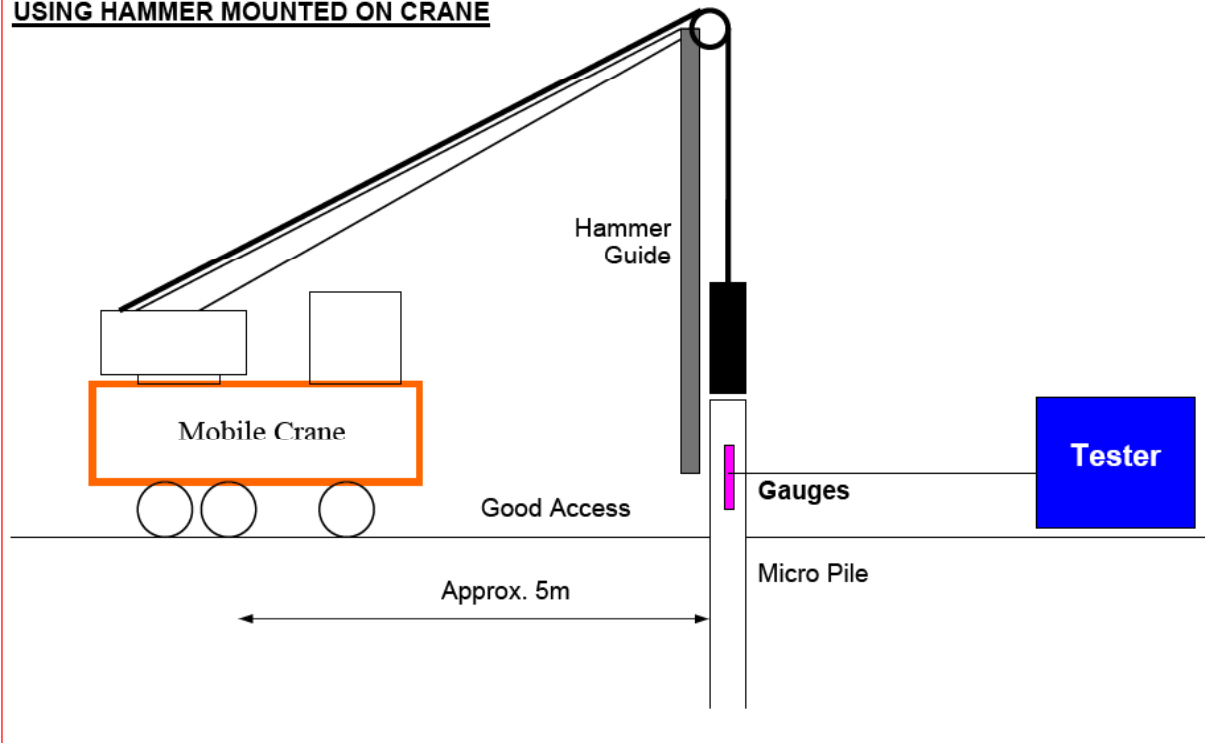 USING HAMMER MOUNTED ON CRANE
Hammer
Guide
Mobile Crane
Tester
Gauges
Good Access
Micro Pile
Approx. 5m